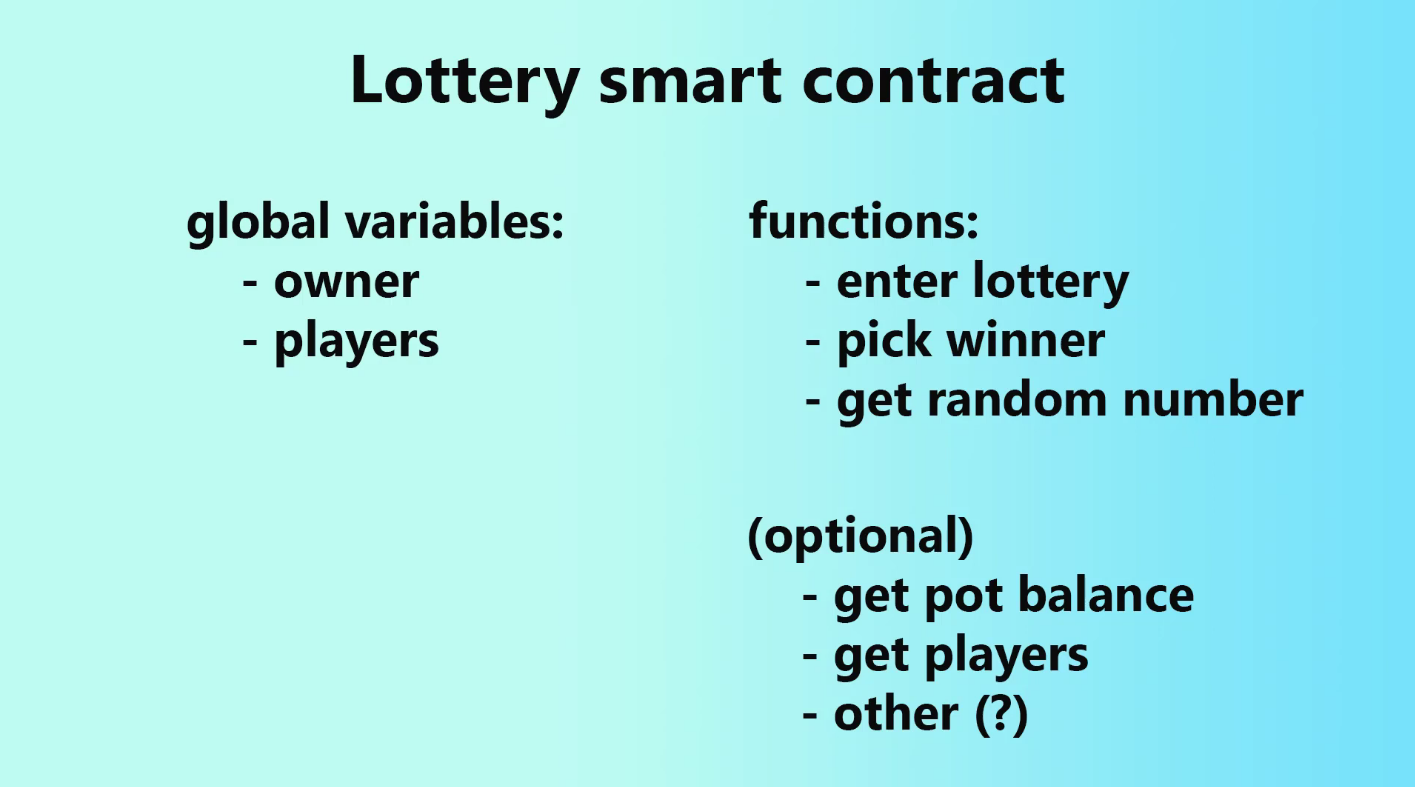 Lottery smart contract
global variables:
- owner
- players
functions:
- enter lottery
- pick winner
- get random number
(optional)
- get pot balance
- get players
- other (?)